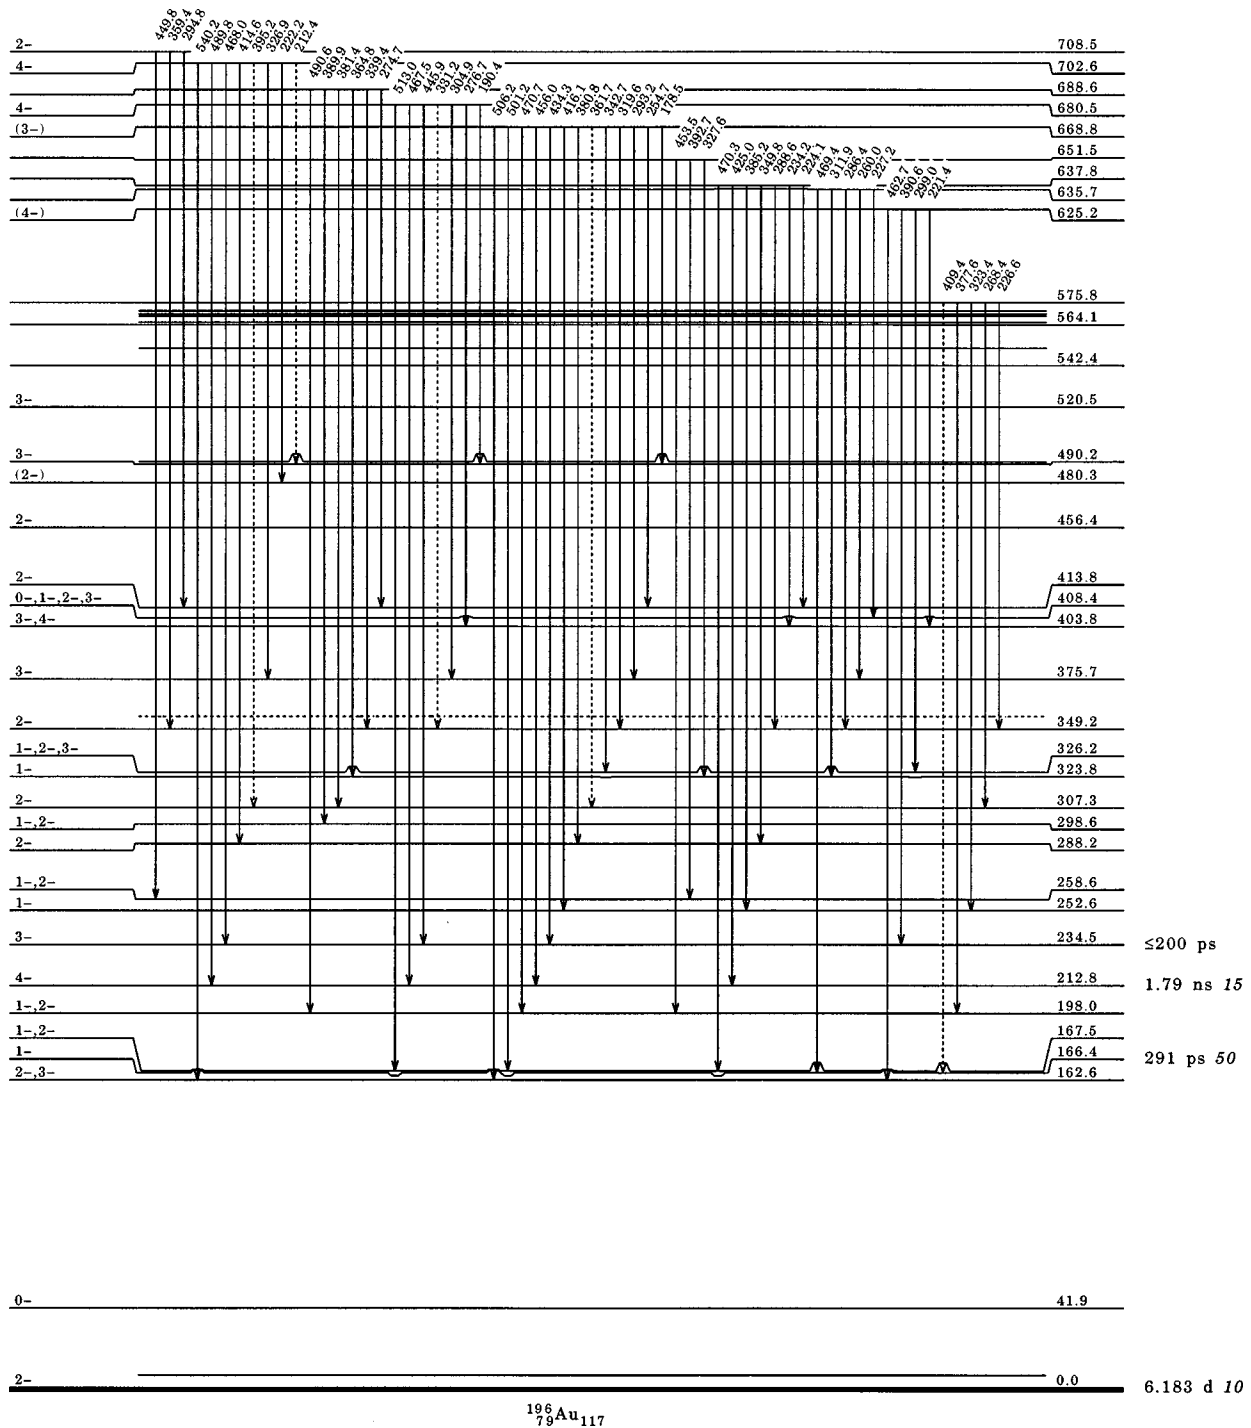 449.8 359.4 294.8 540.2 489.8 468.0 414.6 395.2 326.9 222.2 212.4
2- 708.5
4- 702.6
490.6 389.9 381.4 364.8 339.4 274.7
688.6
513.0 467.5 445.9 331.2 304.9 276.7 190.4
4- 680.5
506.2 501.2 470.7 456.0 434.3 416.1 380.8 361.7 342.7 319.6 293.2 254.7 178.5
(3-) 668.8
453.5 392.7 327.6
651.5
470.3 425.0 385.2 349.8 288.6 234.2 224.1 469.4 311.9 286.4 260.0 227.2
637.8
635.7
462.7 390.6 299.0 221.4
(4-) 625.2
409.4 377.6 323.4 268.4 226.6
575.8
564.1
542.4
3- 520.5
3- 490.2
(2-) 480.3
2- 456.4
2- 413.8
0-,1-,2-,3- 408.4
3-,4- 403.8
3- 375.7
2- 349.2
1-,2-,3- 326.2
1- 323.8
2- 307.3
1-,2- 298.6
2- 288.2
1-,2- 258.6
1- 252.6
3- 234.5 ≤200 ps
4- 212.8 1.79 ns 15
1-,2- 198.0
1-,2- 167.5
1- 166.4 291 ps 50
2-,3- 162.6
0- 41.9
2- 0.0 6.183 d 10
196 79 Au 117